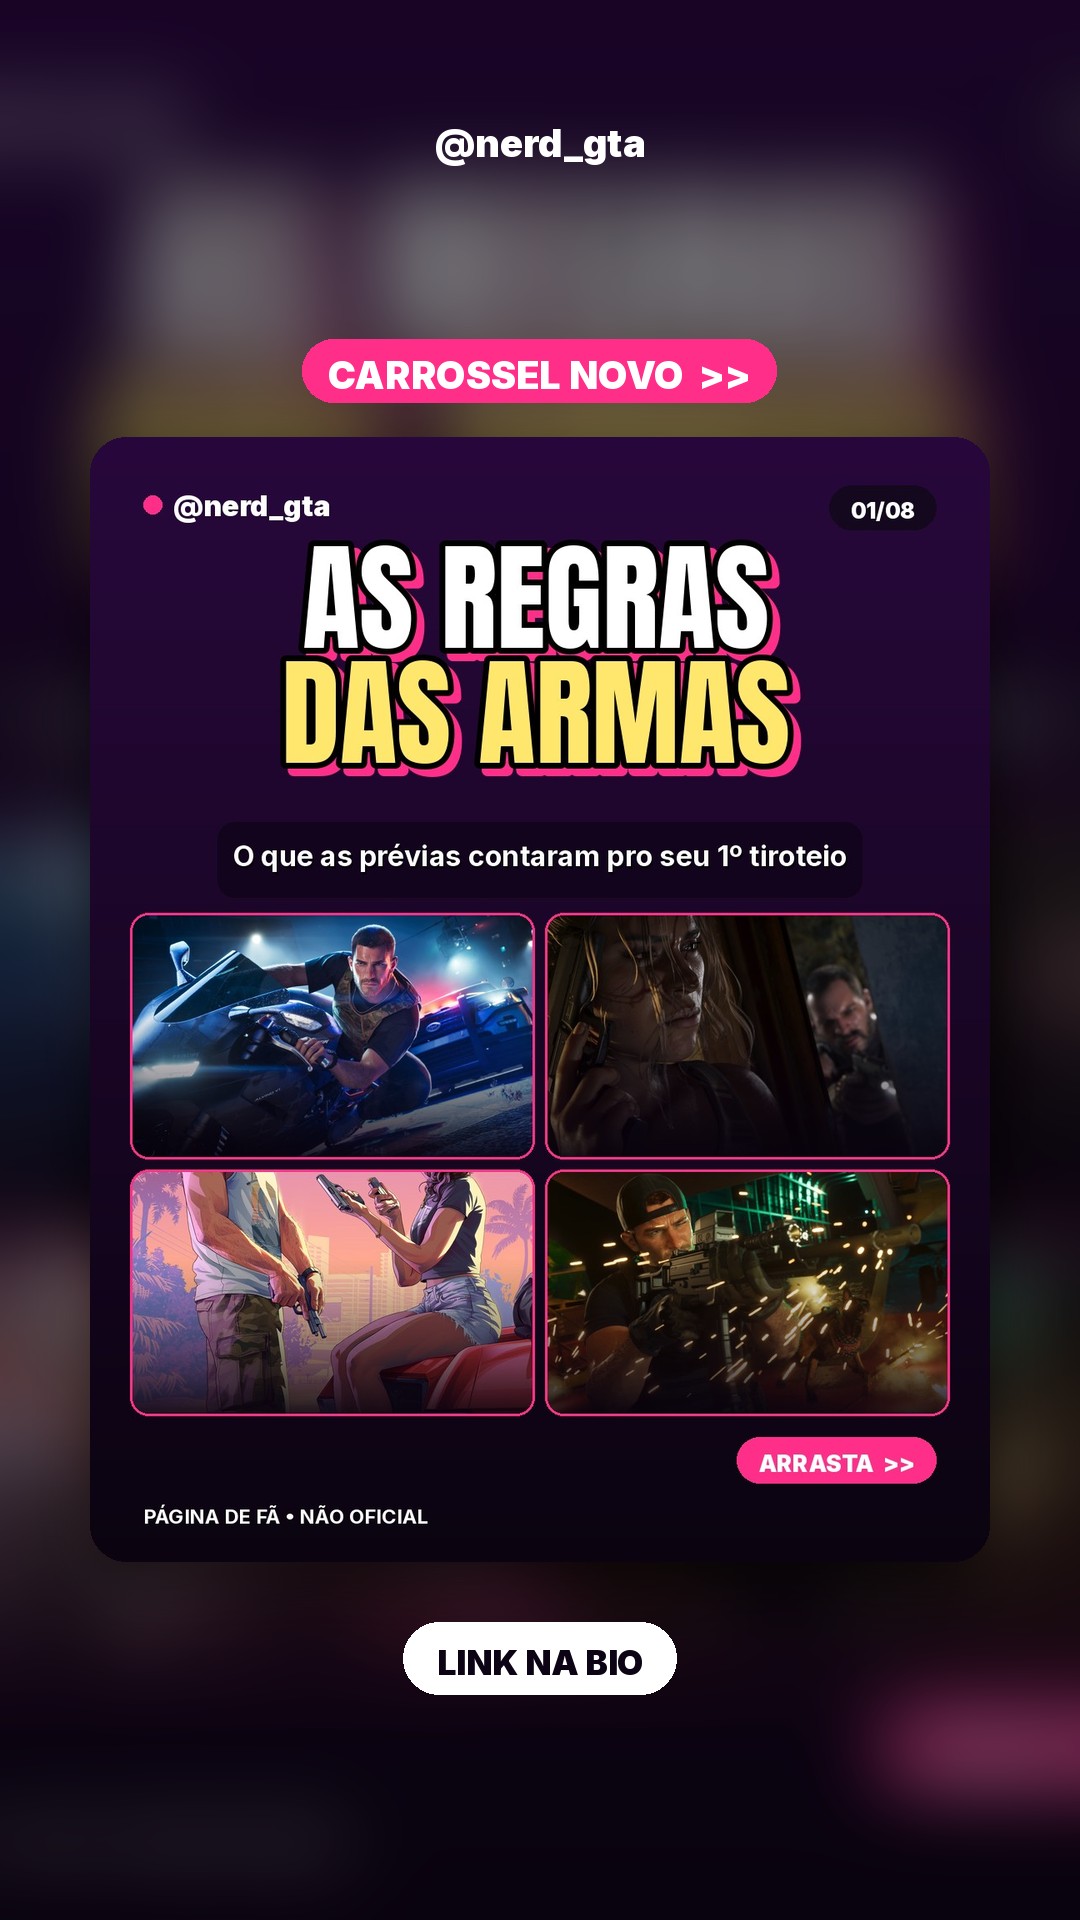 @nerd_gta
CARROSSEL NOVO >>
@nerd_gta
01/08
AS REGRAS
DAS ARMAS
O que as prévias contaram pro seu 1º tiroteio
ARRASTA >>
PÁGINA DE FÃ • NÃO OFICIAL
LINK NA BIO